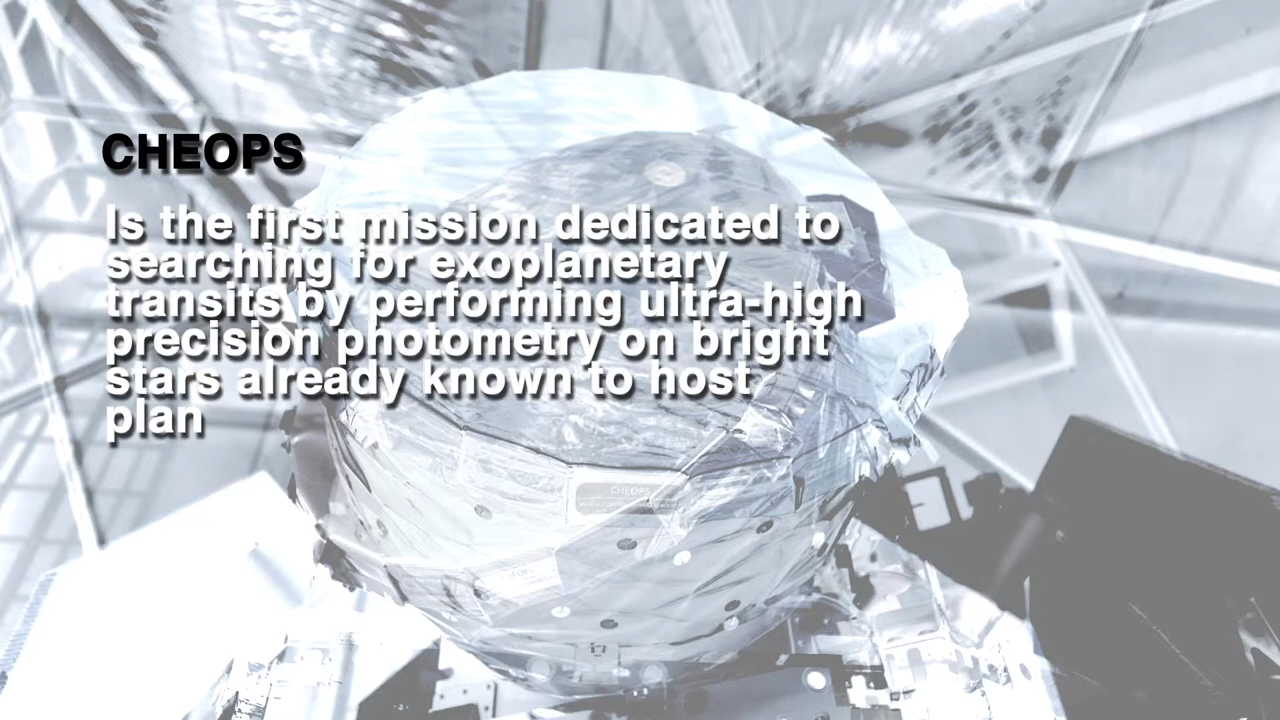 CHEOPS
Is the first mission dedicated to
searching for exoplanetary
transits by performing ultra-high
precision photometry on bright
stars already known to host
plan
CHEOPS